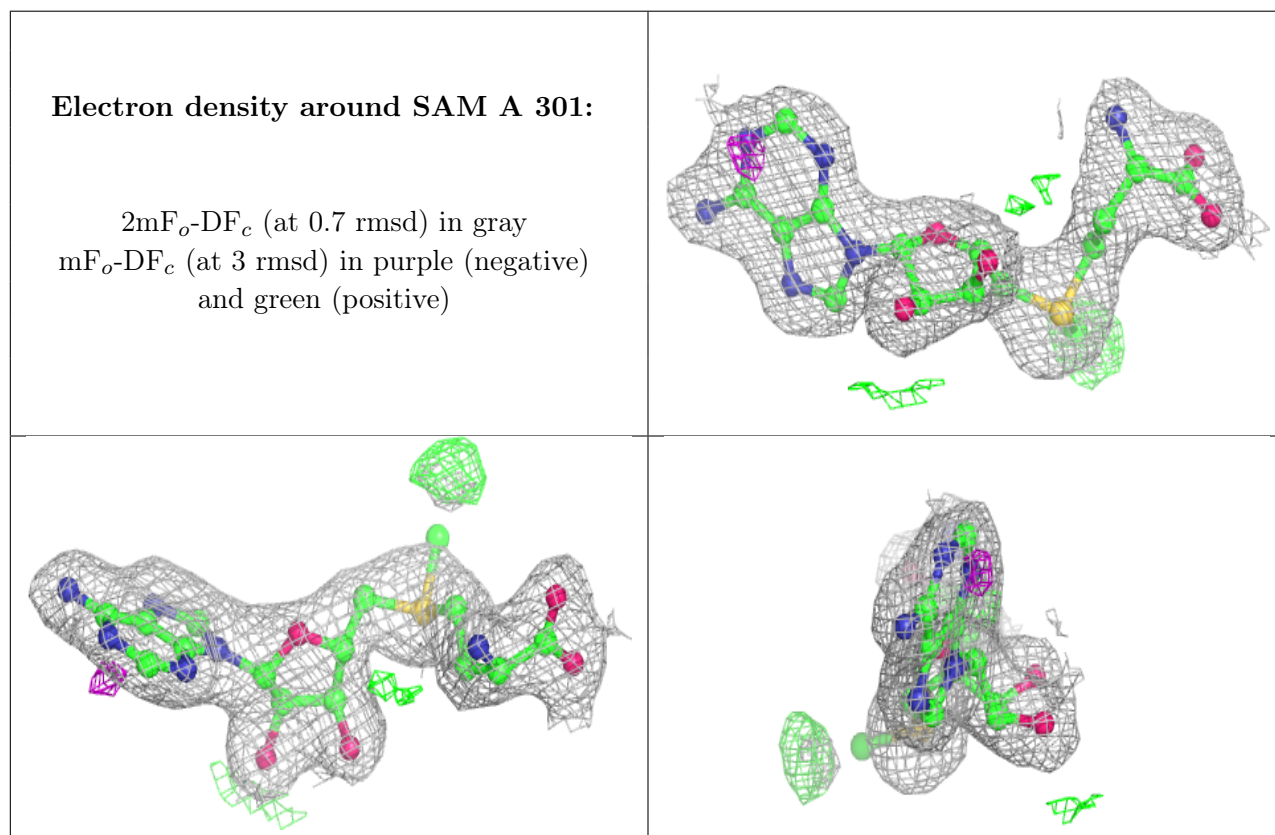 Electron density around SAM A 301:
2mFo-DFc (at 0.7 rmsd) in gray
mFo-DFc (at 3 rmsd) in purple (negative)
and green (positive)